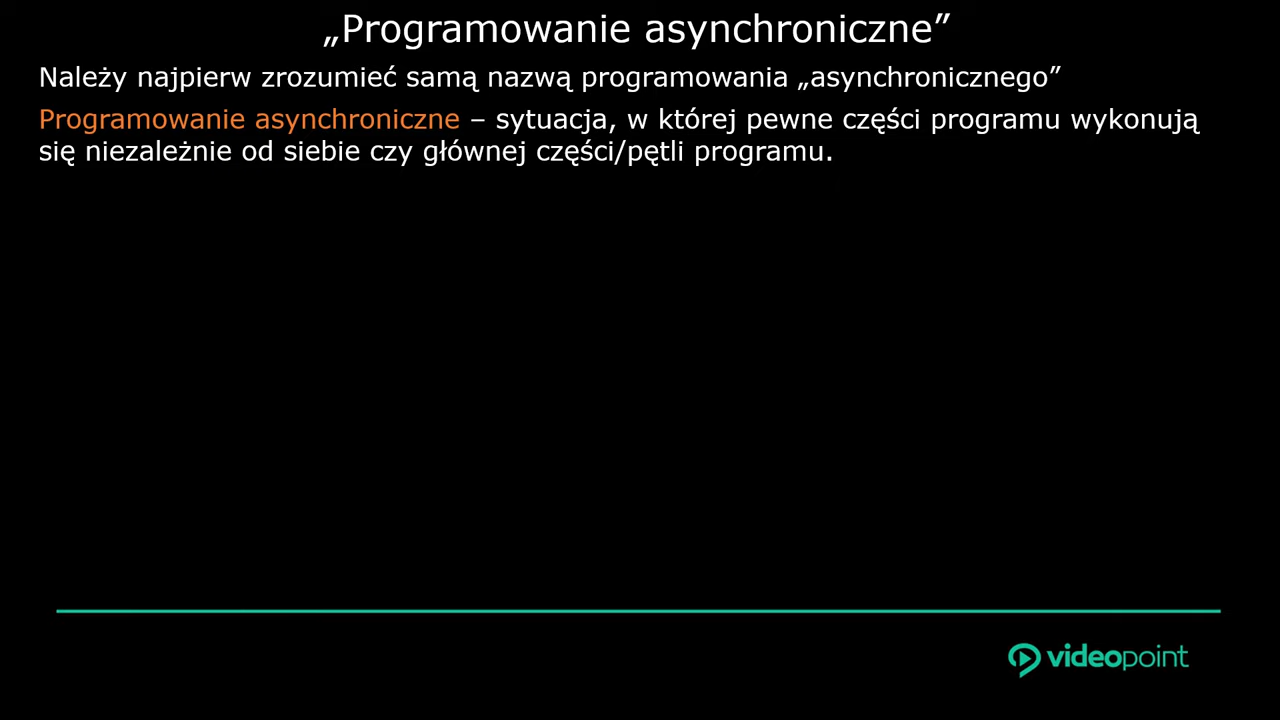 „Programowanie asynchroniczne”
Należy najpierw zrozumieć samą nazwą programowania „asynchronicznego”
Programowanie asynchroniczne – sytuacja, w której pewne części programu wykonują
się niezależnie od siebie czy głównej części/pętli programu.
videopoint